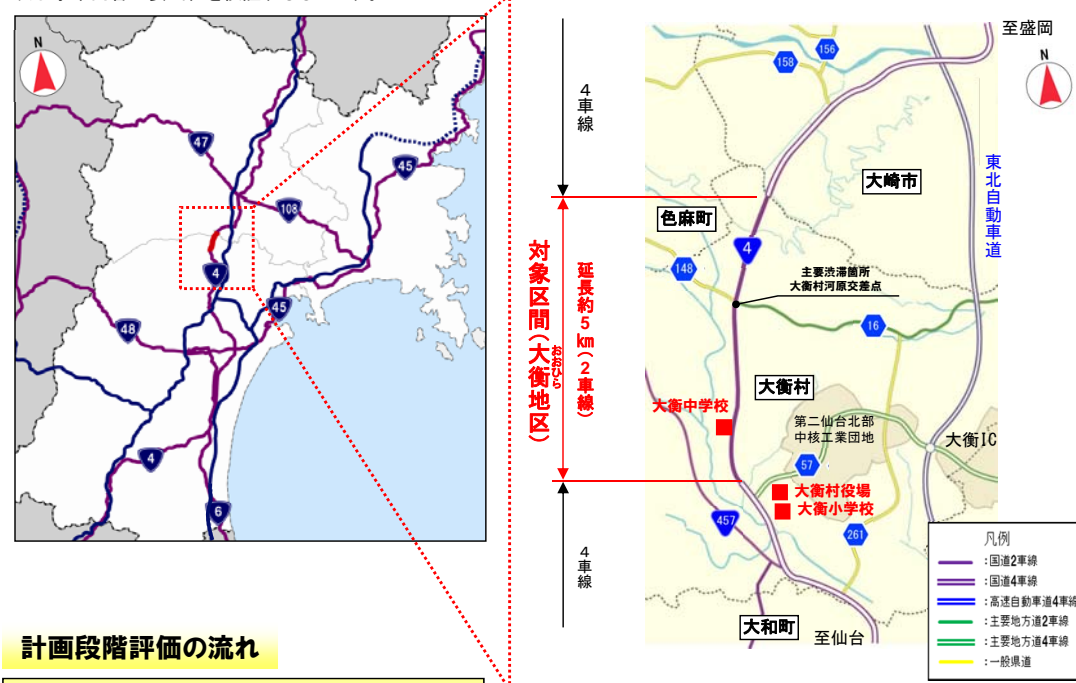 N
47
45
108
4
45
48
4
6
計画段階評価の流れ
4車線
対象区間(大衡地区)
おおひら
延長約5km(2車線)
4車線
至盛岡
N
156
158
東北自動車道
大崎市
色麻町
4
148
主要渋滞箇所
大衡村河原交差点
16
大衡村
大衡中学校
第二仙台北部
中核工業団地
大衡IC
57
大衡村役場
大衡小学校
457
261
大和町
至仙台
凡例
:国道2車線
:国道4車線
:高速自動車道4車線
:主要地方道2車線
:主要地方道4車線
:一般県道